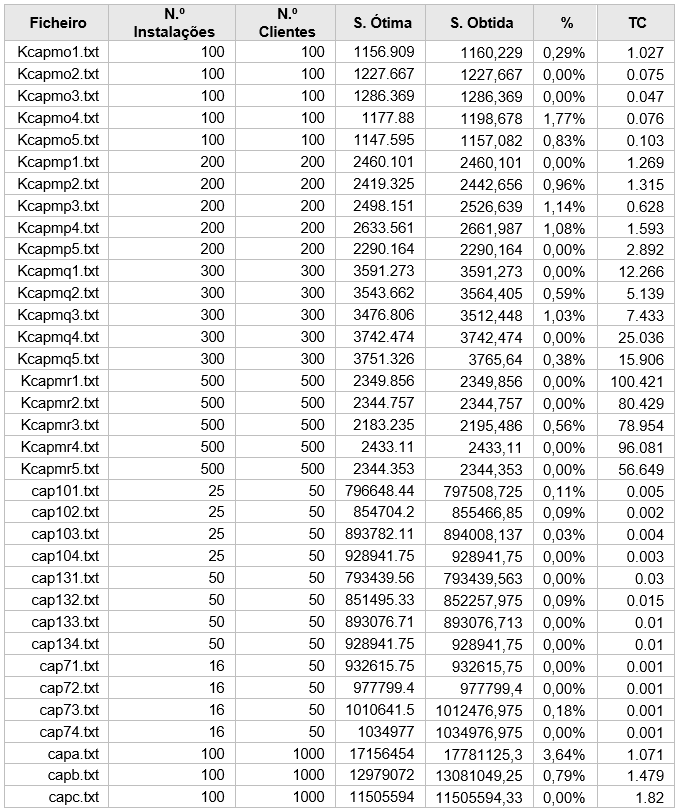 Ficheiro N.º Instalações N.º Clientes S. Ótima S. Obtida % TC
Kcapmo1.txt 100 100 1156.909 1160,229 0,29% 1.027
Kcapmo2.txt 100 100 1227.667 1227,667 0,00% 0.075
Kcapmo3.txt 100 100 1286.369 1286,369 0,00% 0.047
Kcapmo4.txt 100 100 1177.88 1198,678 1,77% 0.076
Kcapmo5.txt 100 100 1147.595 1157,082 0,83% 0.103
Kcapmp1.txt 200 200 2460.101 2460,101 0,00% 1.269
Kcapmp2.txt 200 200 2419.325 2442,656 0,96% 1.315
Kcapmp3.txt 200 200 2498.151 2526,639 1,14% 0.628
Kcapmp4.txt 200 200 2633.561 2661,987 1,08% 1.593
Kcapmp5.txt 200 200 2290.164 2290,164 0,00% 2.892
Kcapmq1.txt 300 300 3591.273 3591,273 0,00% 12.266
Kcapmq2.txt 300 300 3543.662 3564,405 0,59% 5.139
Kcapmq3.txt 300 300 3476.806 3512,448 1,03% 7.433
Kcapmq4.txt 300 300 3742.474 3742,474 0,00% 25.036
Kcapmq5.txt 300 300 3751.326 3765,64 0,38% 15.906
Kcapmr1.txt 500 500 2349.856 2349,856 0,00% 100.421
Kcapmr2.txt 500 500 2344.757 2344,757 0,00% 80.429
Kcapmr3.txt 500 500 2183.235 2195,486 0,56% 78.954
Kcapmr4.txt 500 500 2433.11 2433,11 0,00% 96.081
Kcapmr5.txt 500 500 2344.353 2344,353 0,00% 56.649
cap101.txt 25 50 796648.44 797508,725 0,11% 0.005
cap102.txt 25 50 854704.2 855466,85 0,09% 0.002
cap103.txt 25 50 893782.11 894008,137 0,03% 0.004
cap104.txt 25 50 928941.75 928941,75 0,00% 0.003
cap131.txt 50 50 793439.56 793439,563 0,00% 0.03
cap132.txt 50 50 851495.33 852257,975 0,09% 0.015
cap133.txt 50 50 893076.71 893076,713 0,00% 0.01
cap134.txt 50 50 928941.75 928941,75 0,00% 0.01
cap71.txt 16 50 932615.75 932615,75 0,00% 0.001
cap72.txt 16 50 977799.4 977799,4 0,00% 0.001
cap73.txt 16 50 1010641.5 1012476,975 0,18% 0.001
cap74.txt 16 50 1034977 1034976,975 0,00% 0.001
capa.txt 100 1000 17156454 17781125,3 3,64% 1.071
capb.txt 100 1000 12979072 13081049,25 0,79% 1.479
capc.txt 100 1000 11505594 11505594,33 0,00% 1.82